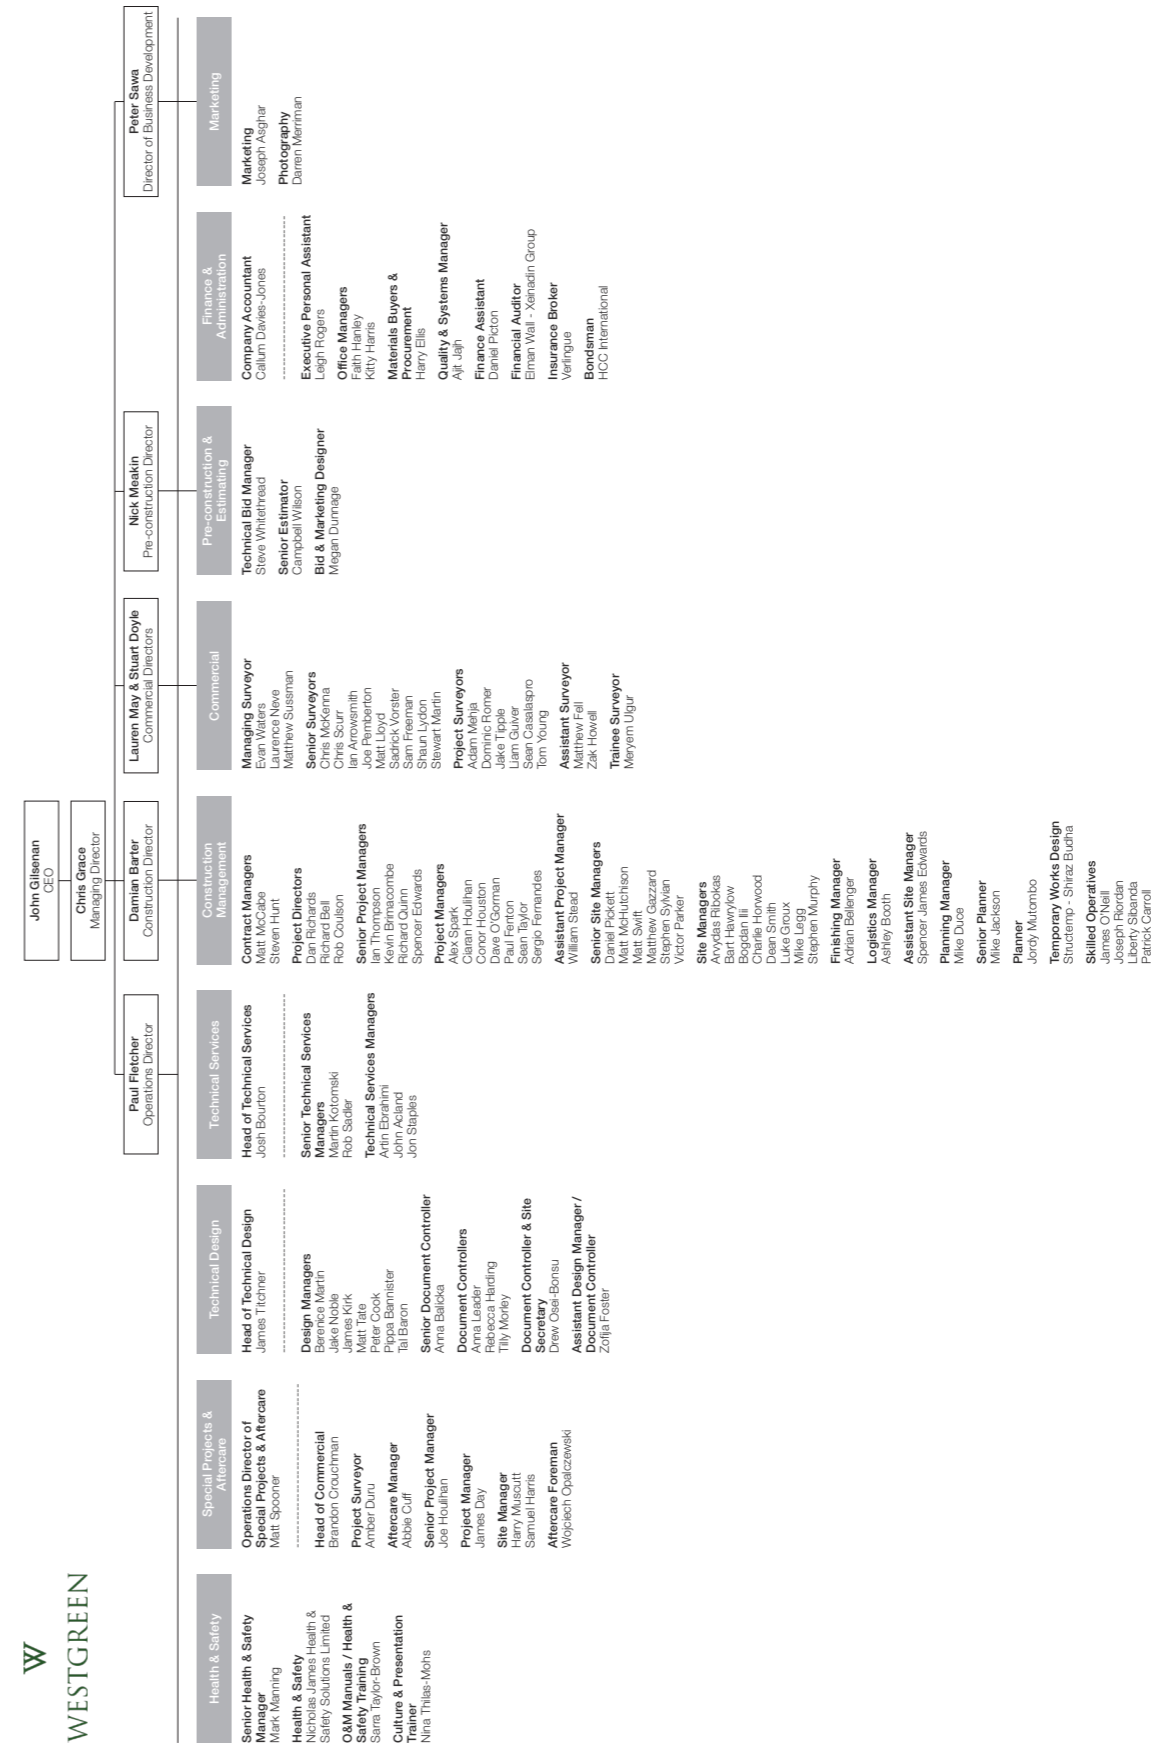 W
WESTGREEN
John Gilsenan
CEO
Chris Grace
Managing Director
Paul Fletcher
Operations Director
Damian Barter
Construction Director
Lauren May & Stuart Doyle
Commercial Directors
Nick Meakin
Pre-construction Director
Peter Sawa
Director of Business Development
Health & Safety
Senior Health & Safety
Manager
Mark Manning
Health & Safety
Nicholas James Health &
Safety Solutions Limited
O&M Manuals / Health &
Safety Training
Sarra Taylor-Brown
Culture & Presentation
Trainer
Nina Thilas-Mohs
Special Projects &
Aftercare
Operations Director of
Special Projects & Aftercare
Matt Spooner
Head of Commercial
Brandon Crouchman
Project Surveyor
Amber Duru
Aftercare Manager
Abbie Cuff
Senior Project Manager
Joe Houlihan
Project Manager
James Day
Site Manager
Harry Muscutt
Samuel Harris
Aftercare Foreman
Wojciech Opalczewski
Technical Design
Head of Technical Design
James Titchner
Design Managers
Berenice Martin
Jake Noble
James Kirk
Matt Tate
Peter Cook
Pippa Bannister
Tal Baron
Senior Document Controller
Anna Balicka
Document Controllers
Anna Leader
Rebecca Harding
Tilly Morley
Document Controller & Site
Secretary
Drew Osei-Bonsu
Assistant Design Manager /
Document Controller
Zofija Foster
Technical Services
Head of Technical Services
Josh Bourton
Senior Technical Services
Managers
Martin Kotomski
Rob Sadler
Technical Services Managers
Artin Ebrahimi
John Acland
Jon Staples
Construction
Management
Contract Managers
Matt McCabe
Steven Hunt
Project Directors
Dan Richards
Richard Bell
Rob Coulson
Senior Project Managers
Ian Thompson
Kevin Brimacombe
Richard Quinn
Spencer Edwards
Project Managers
Alex Spark
Ciaran Houlihan
Conor Houston
Dave O'Gorman
Paul Fenton
Sean Taylor
Sergio Fernandes
Assistant Project Manager
William Stead
Senior Site Managers
Daniel Pickett
Matt McHutchison
Matt Swift
Matthew Gazzard
Stephen Sylvian
Victor Parker
Site Managers
Arvydas Ribokas
Bart Hawrylow
Bogdan Ilii
Charlie Horwood
Dean Smith
Luke Groux
Mike Legg
Stephen Murphy
Finishing Manager
Adrian Bellenger
Logistics Manager
Ashley Booth
Assistant Site Manager
Spencer James Edwards
Planning Manager
Mike Duce
Senior Planner
Mike Jackson
Planner
Jordy Mutombo
Temporary Works Design
Structemp - Shiraz Budha
Skilled Operatives
James O'Neill
Joseph Riordan
Liberty Sibanda
Patrick Carroll
Commercial
Managing Surveyor
Evan Waters
Laurence Neve
Matthew Sussman
Senior Surveyors
Chris McKenna
Chris Scurr
Ian Arrowsmith
Joe Pemberton
Matt Lloyd
Sadrick Vorster
Sam Freeman
Shaun Lydon
Stewart Martin
Project Surveyors
Adam Mehja
Dominic Romer
Jake Tipple
Liam Guiver
Sean Casalaspro
Tom Young
Assistant Surveyor
Matthew Fell
Zak Howell
Trainee Surveyor
Meryem Ulgur
Pre-construction &
Estimating
Technical Bid Manager
Steve Whitethread
Senior Estimator
Campbell Wilson
Bid & Marketing Designer
Megan Dunnage
Finance &
Administration
Company Accountant
Callum Davies-Jones
Executive Personal Assistant
Leigh Rogers
Office Managers
Faith Hanley
Kitty Harris
Materials Buyers &
Procurement
Harry Ellis
Quality & Systems Manager
Ajit Jajh
Finance Assistant
Daniel Picton
Financial Auditor
Elman Wall - Xeinadin Group
Insurance Broker
Verlingue
Bondsman
HCC International
Marketing
Marketing
Joseph Asghar
Photography
Darren Merriman